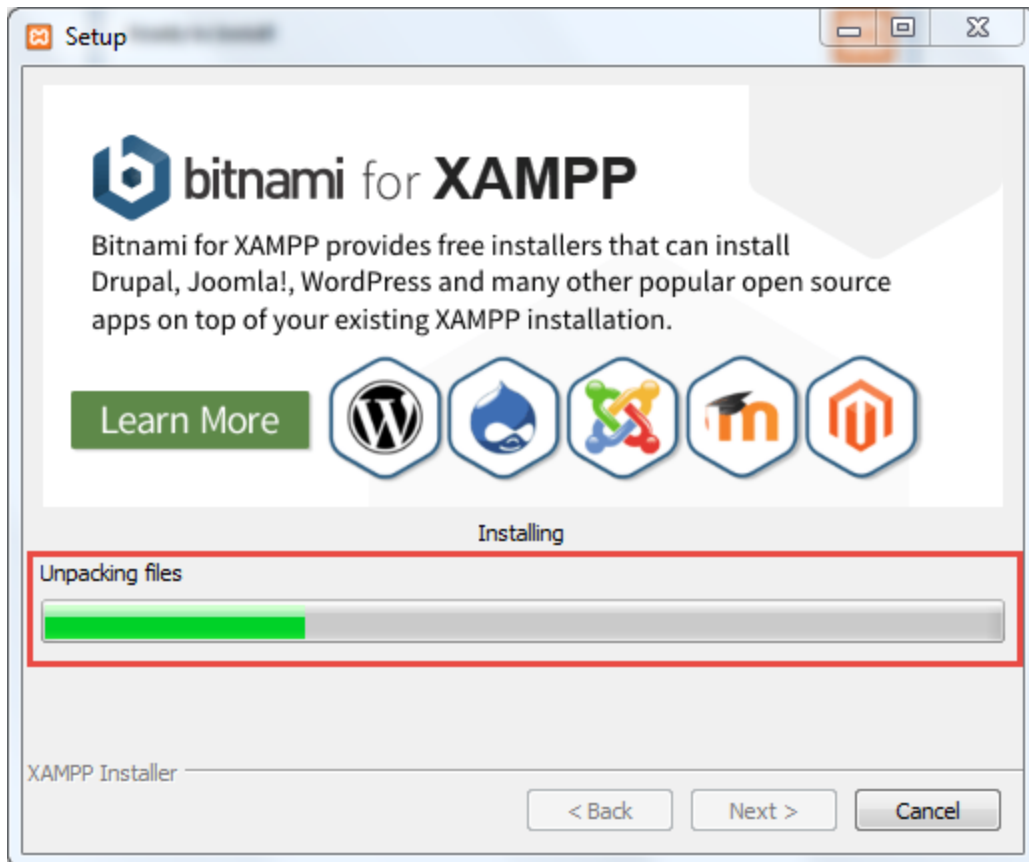 Setup
bitnami for XAMPP
Bitnami for XAMPP provides free installers that can install
Drupal, Joomla!, WordPress and many other popular open source
apps on top of your existing XAMPP installation.
Learn More
Installing
Unpacking files
XAMPP Installer
< Back Next > Cancel